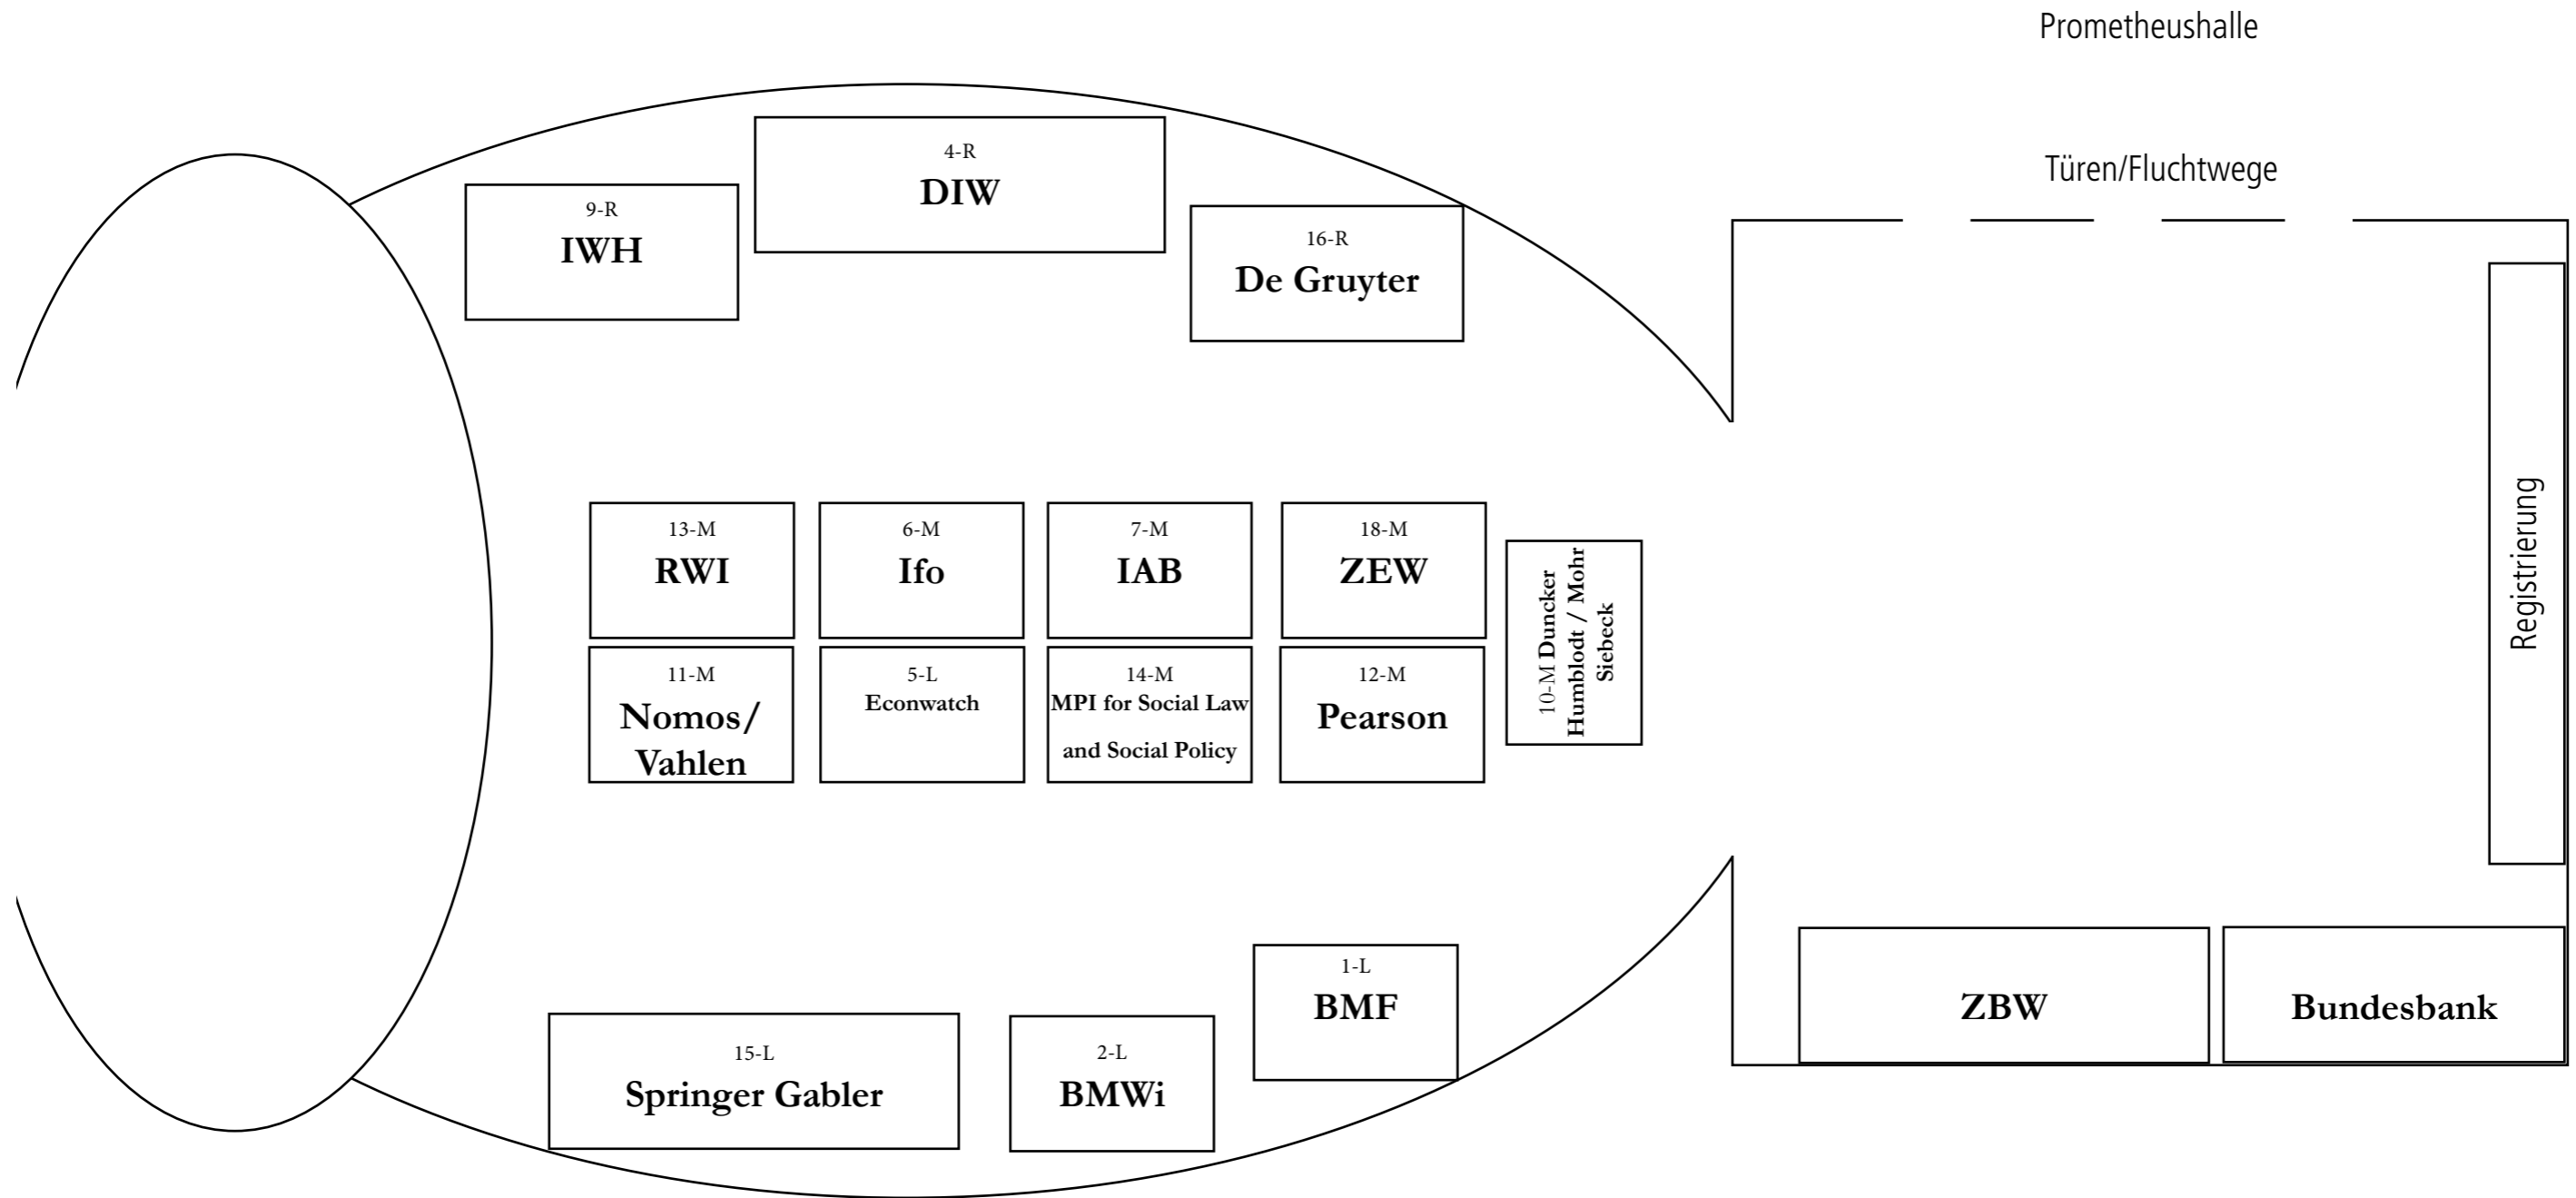 Prometheushalle
Türen/Fluchtwege
4-R
DIW
9-R
IWH
16-R
De Gruyter
13-M
RWI
6-M
Ifo
7-M
IAB
18-M
ZEW
10-M Duncker
Humblodt / Mohr
Siebeck
Registrierung
11-M
Nomos/
Vahlen
5-L
Econwatch
14-M
MPI for Social Law
and Social Policy
12-M
Pearson
1-L
BMF
15-L
Springer Gabler
2-L
BMWi
ZBW
Bundesbank